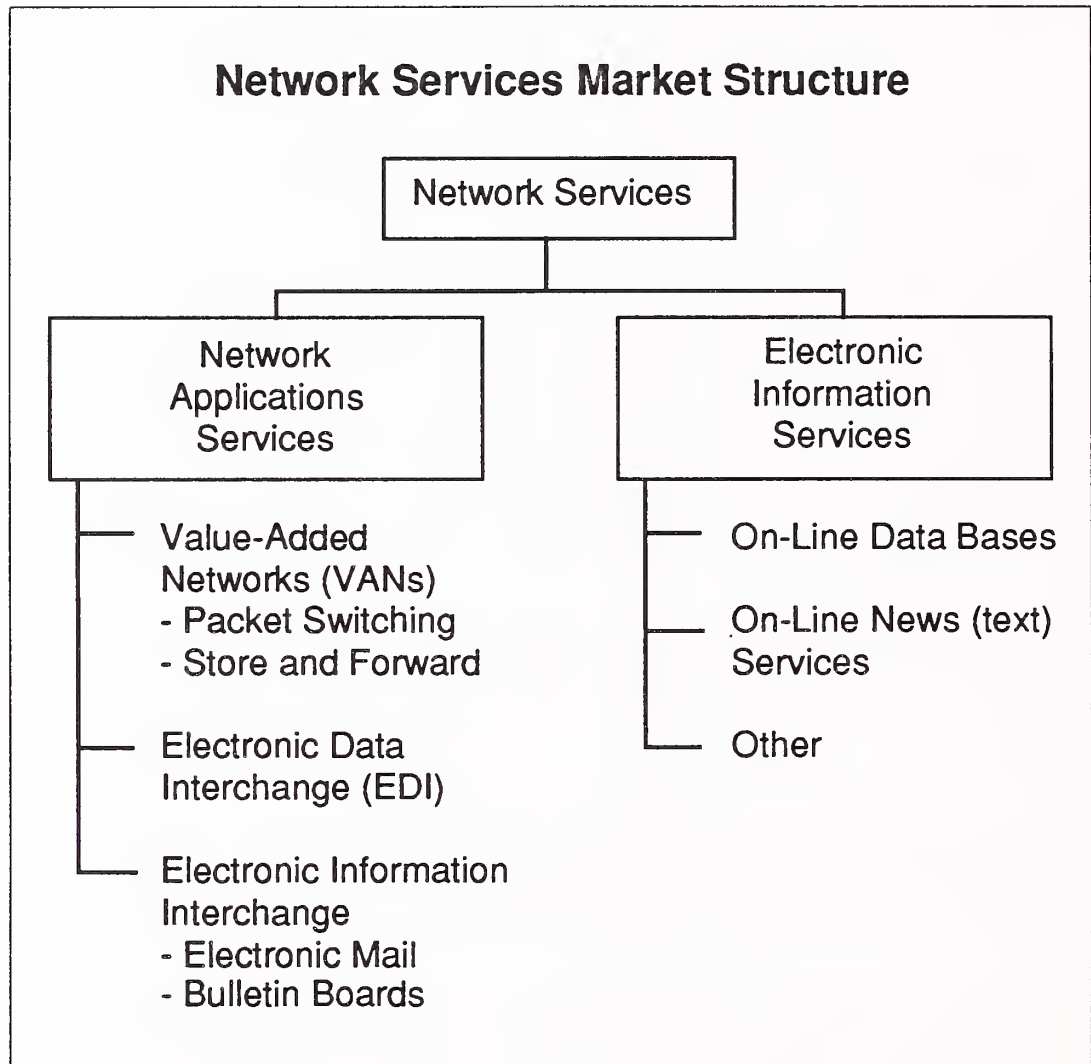 Network Services Market Structure
Network Services
Network
Applications
Services
Value-Added
Networks (VANs)
- Packet Switching
- Store and Forward
Electronic Data
Interchange (EDI)
Electronic Information
Interchange
- Electronic Mail
- Bulletin Boards
Electronic
Information
Services
On-Line Data Bases
On-Line News (text)
Services
Other